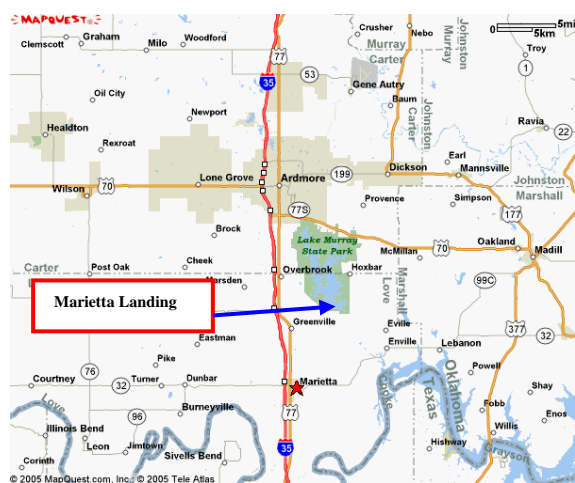 MAPQUEST
Graham
Clemscott
Milo
Woodford
77
Crusher
Nebo
Murray
Carter
Johnston
Murray
0 5mi
5km
Troy
1
35
53
Gene Autry
Baum
Oil City
Newport
Johnston
Carter
Ravia
22
Healdton
Rexroat
Lone Grove
Ardmore
199
Dickson
Earl
Mannsville
Johnston
Marshall
Wilson
70
77S
Provence
Simpson
177
Brock
Lake Murray
State Park
McMillan
70
Oakland
Madill
Carter
Post Oak
Cheek
Overbrook
Hoxbar
Marshall
Love
99C
Marsden
Marietta Landing
Greenville
Eville
377
32
Eastman
Enville
Lebanon
Pike
Powell
76
Courtney
32
Turner
Dunbar
Marietta
Shay
Love
96
Burneyville
77
Cooke
Texas
Oklahoma
Fobb
Enos
Willis
Illinois Bend
Leon
Jimtown
Sivells Bend
35
Highway
Grayson
Corinth
© 2005 MapQuest.com, Inc.; © 2005 Tele Atlas